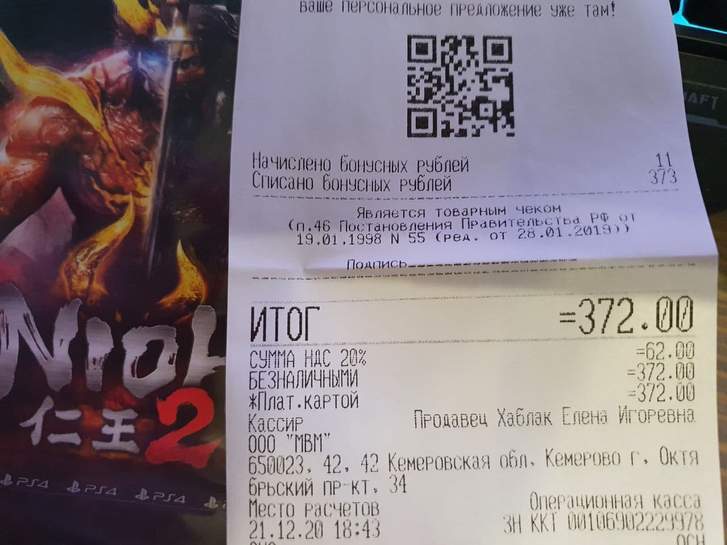 ваше персональное предложение уже там!
Начислено бонусных рублей 11
Списано бонусных рублей 373
Является товарным чеком
(п.46 Постановления Правительства РФ от
19.01.1998 N 55 (ред. от 28.01.2019))
Подпись
ИТОГ =372.00
СУММА НДС 20% =62.00
БЕЗНАЛИЧНЫМИ =372.00
*Плат.картой =372.00
Кассир Продавец Хаблак Елена Игоревна
ООО "МВМ"
650023, 42, 42 Кемеровская обл, Кемерово г, Октя
брьский пр-кт, 34
Место расчетов Операционная касса
21.12.20 18:43 ЗН ККТ 00106902229978
ОСН
NIOH
仁王2
PS4 PS4 PS4